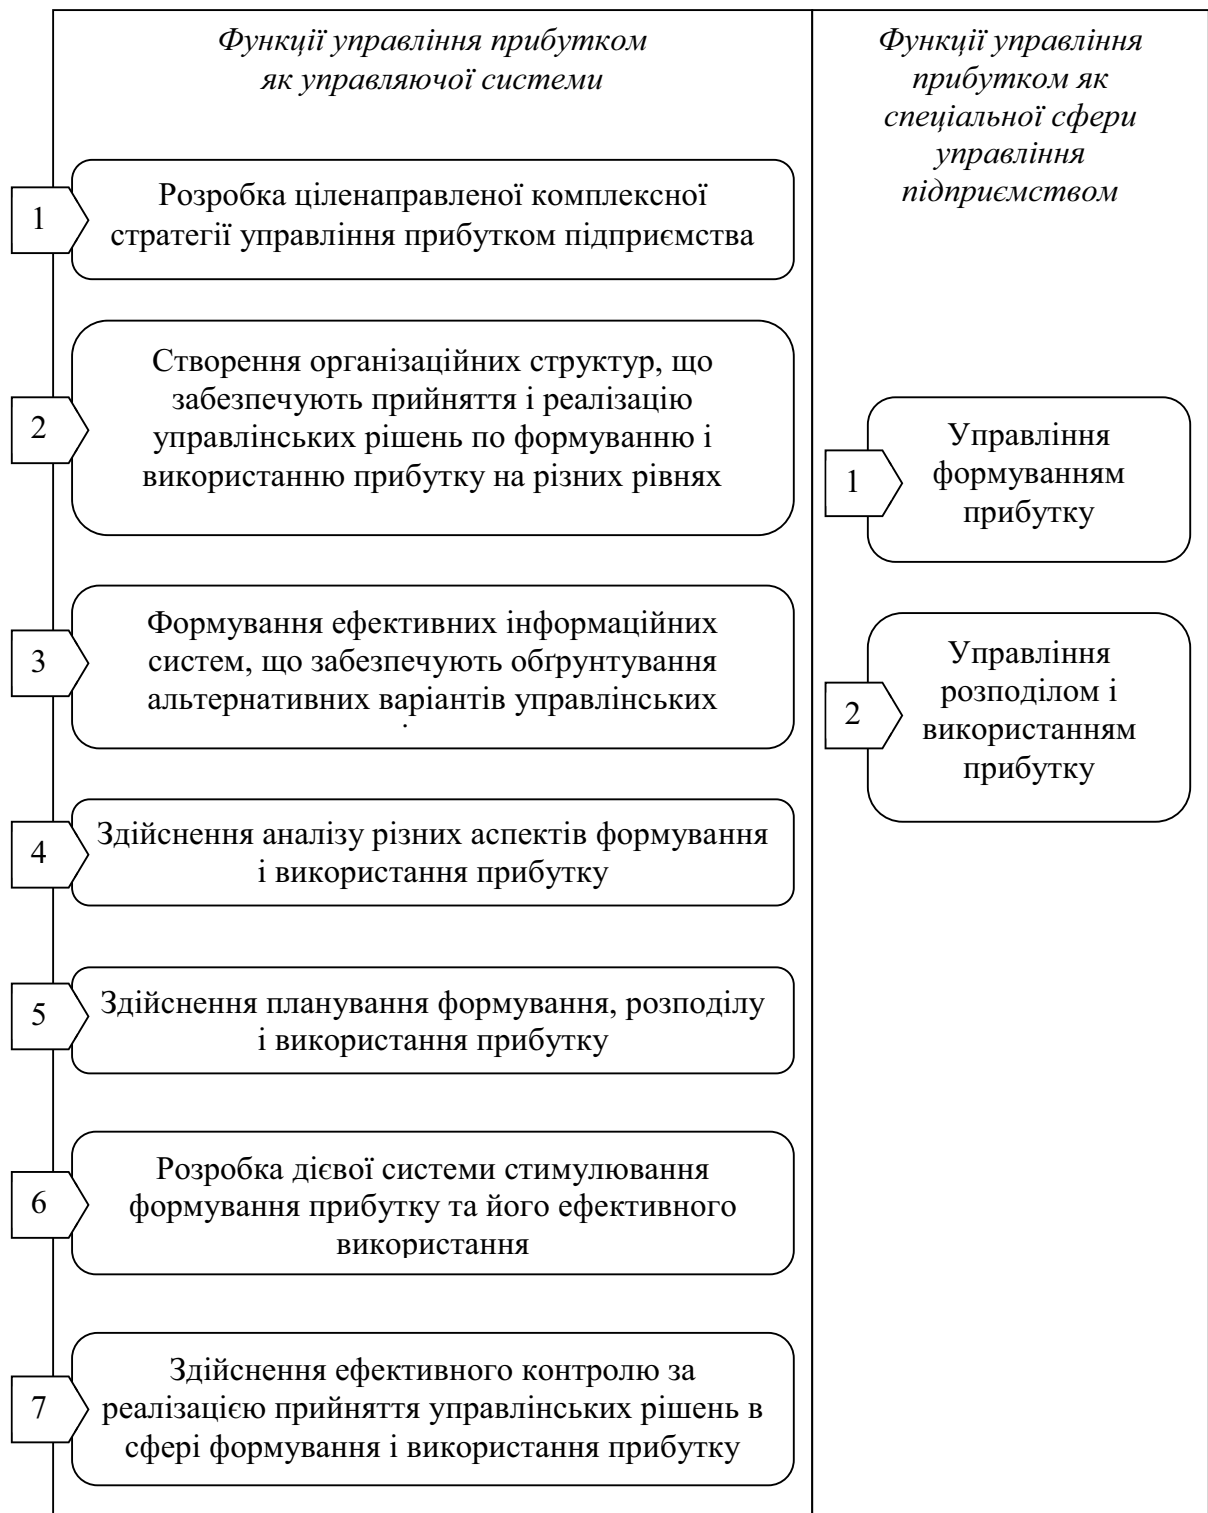 Функції управління прибутком
як управляючої системи
1
Розробка ціленаправленої комплексної
стратегії управління прибутком підприємства
2
Створення організаційних структур, що
забезпечують прийняття і реалізацію
управлінських рішень по формуванню і
використанню прибутку на різних рівнях
3
Формування ефективних інформаційних
систем, що забезпечують обґрунтування
альтернативних варіантів управлінських
4
Здійснення аналізу різних аспектів формування
і використання прибутку
5
Здійснення планування формування, розподілу
і використання прибутку
6
Розробка дієвої системи стимулювання
формування прибутку та його ефективного
використання
7
Здійснення ефективного контролю за
реалізацією прийняття управлінських рішень в
сфері формування і використання прибутку
Функції управління
прибутком як
спеціальної сфери
управління
підприємством
1
Управління
формуванням
прибутку
2
Управління
розподілом і
використанням
прибутку